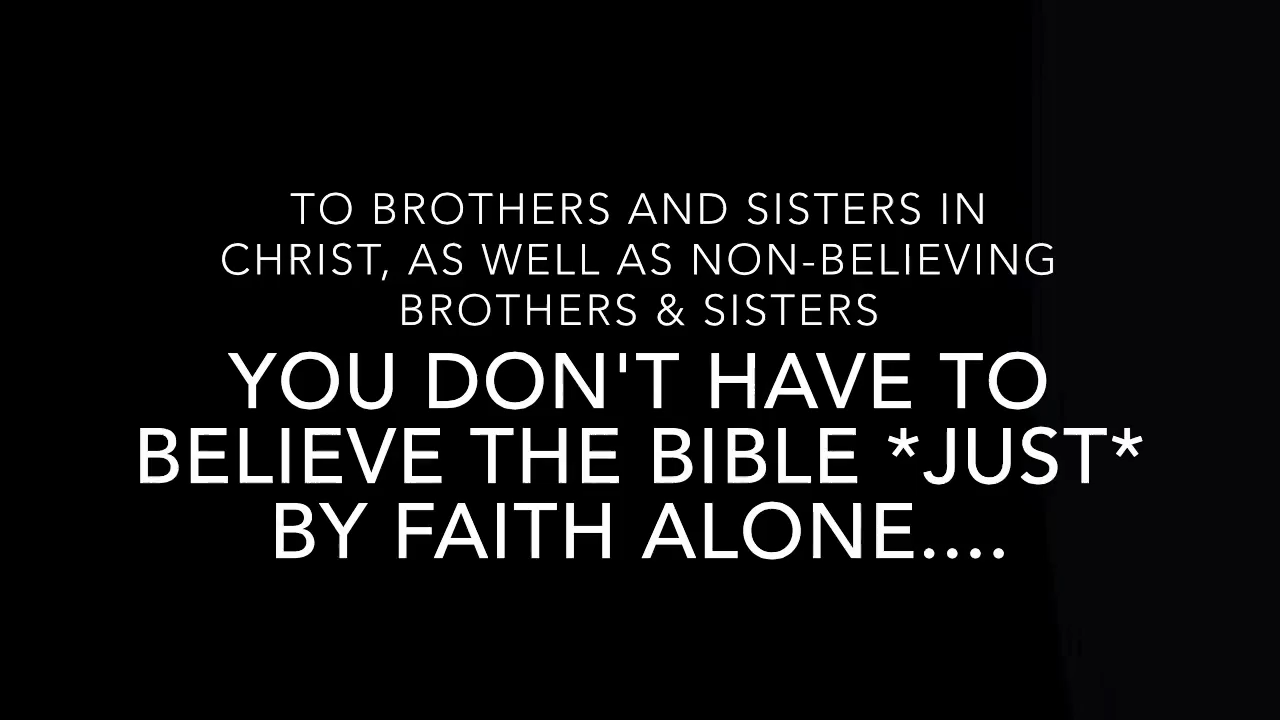 TO BROTHERS AND SISTERS IN
CHRIST, AS WELL AS NON-BELIEVING
BROTHERS & SISTERS
YOU DON'T HAVE TO
BELIEVE THE BIBLE *JUST*
BY FAITH ALONE....